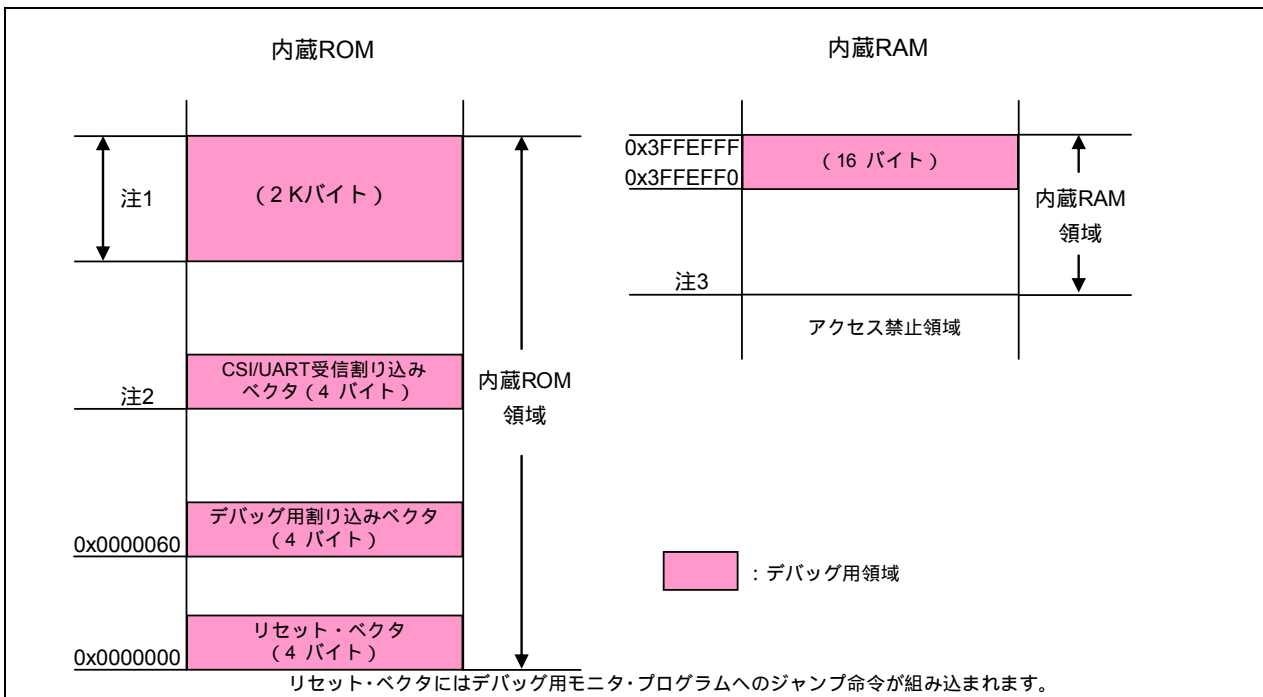 内蔵ROM
内蔵RAM
注1
（2 Kバイト）
CSI/UART受信割り込み
ベクタ（4 バイト）
注2
内蔵ROM
領域
デバッグ用割り込みベクタ
（4 バイト）
0x0000060
リセット・ベクタ
（4 バイト）
0x0000000
0x3FFEFFF
0x3FFEFF0
（16 バイト）
内蔵RAM
領域
注3
アクセス禁止領域
：デバッグ用領域
リセット・ベクタにはデバッグ用モニタ・プログラムへのジャンプ命令が組み込まれます。